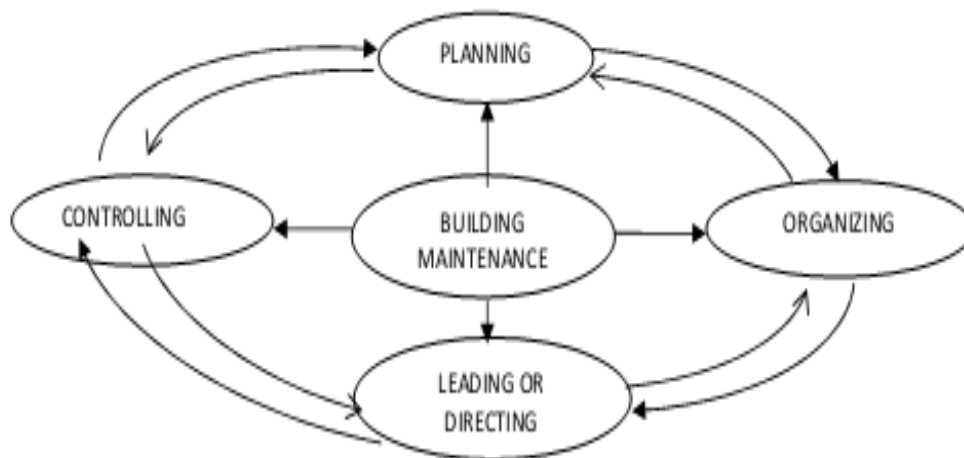 PLANNING
CONTROLLING
BUILDING
MAINTENANCE
ORGANIZING
LEADING OR
DIRECTING